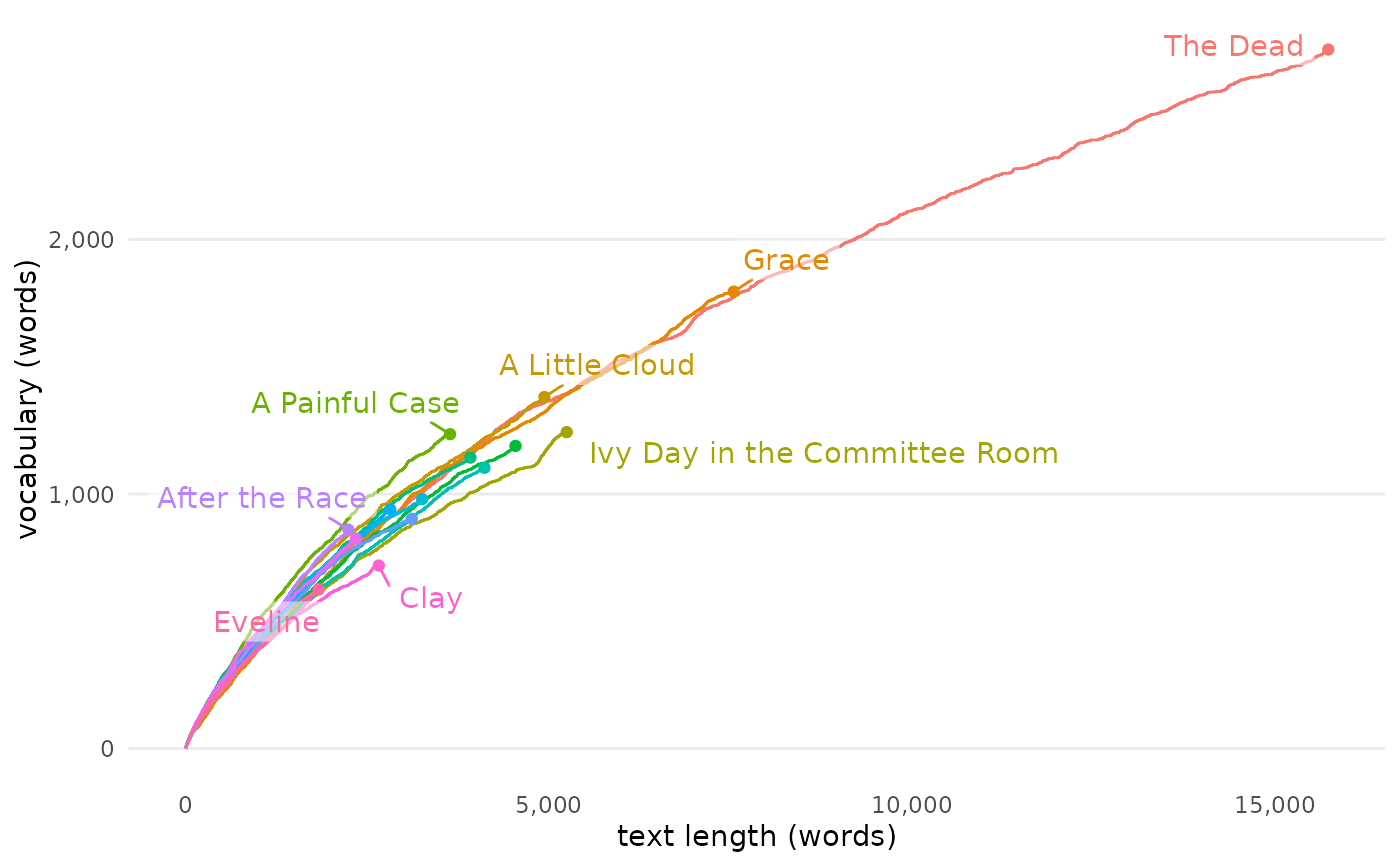 The Dead
2,000
Grace
A Little Cloud
A Painful Case
Ivy Day in the Committee Room
1,000
After the Race
Clay
Eveline
0
vocabulary (words)
0
5,000
10,000
15,000
text length (words)